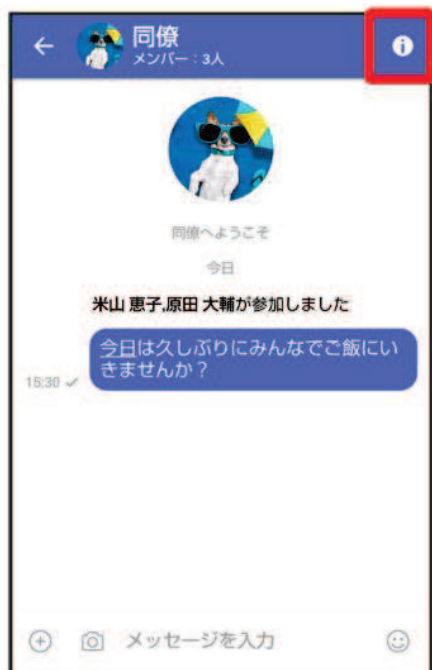 同僚
メンバー：3人
同僚へようこそ
今日
米山 恵子,原田 大輔が参加しました
今日は久しぶりにみんなでご飯にい
きませんか？
15:30
メッセージを入力